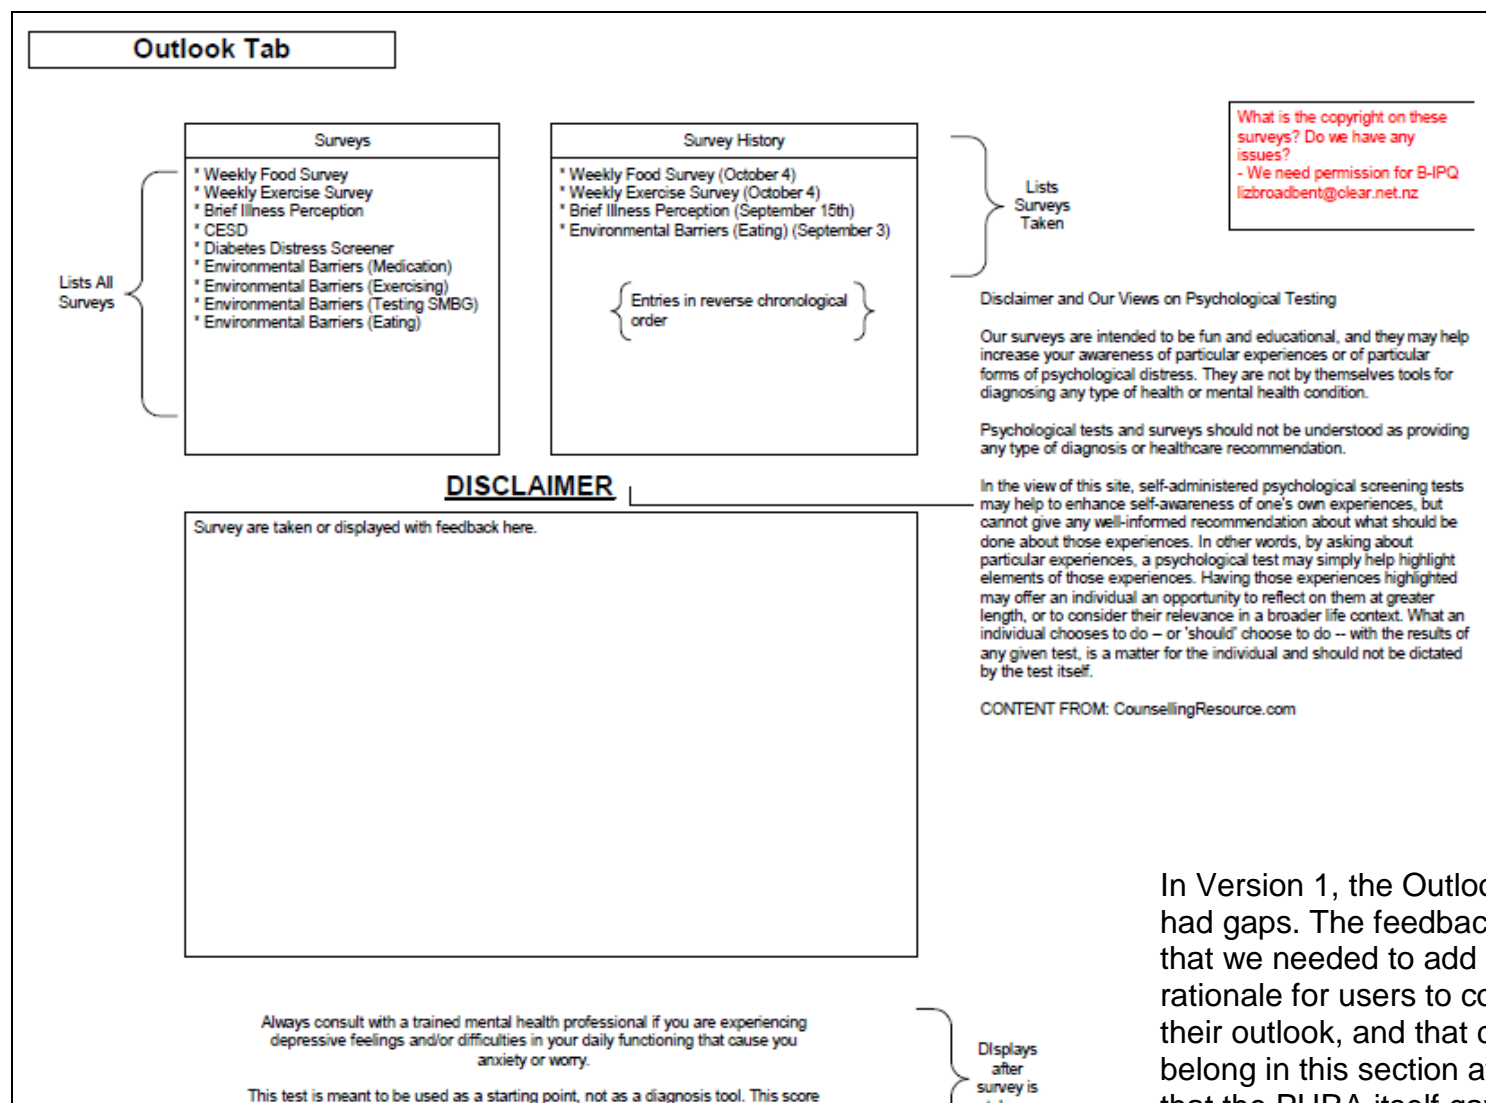 Outlook Tab
Surveys
* Weekly Food Survey
* Weekly Exercise Survey
* Brief Illness Perception
* CESD
* Diabetes Distress Screener
* Environmental Barriers (Medication)
* Environmental Barriers (Exercising)
* Environmental Barriers (Testing SMBG)
* Environmental Barriers (Eating)
Lists All
Surveys
Survey History
* Weekly Food Survey (October 4)
* Weekly Exercise Survey (October 4)
* Brief Illness Perception (September 15th)
* Environmental Barriers (Eating) (September 3)
Entries in reverse chronological
order
Lists
Surveys
Taken
What is the copyright on these
surveys? Do we have any
issues?
- We need permission for B-IPQ
lizbroadbent@clear.net.nz
Disclaimer and Our Views on Psychological Testing
Our surveys are intended to be fun and educational, and they may help
increase your awareness of particular experiences or of particular
forms of psychological distress. They are not by themselves tools for
diagnosing any type of health or mental health condition.
Psychological tests and surveys should not be understood as providing
any type of diagnosis or healthcare recommendation.
In the view of this site, self-administered psychological screening tests
may help to enhance self-awareness of one's own experiences, but
cannot give any well-informed recommendation about what should be
done about those experiences. In other words, by asking about
particular experiences, a psychological test may simply help highlight
elements of those experiences. Having those experiences highlighted
may offer an individual an opportunity to reflect on them at greater
length, or to consider their relevance in a broader life context. What an
individual chooses to do – or 'should' choose to do -- with the results of
any given test, is a matter for the individual and should not be dictated
by the test itself.
CONTENT FROM: CounsellingResource.com
DISCLAIMER
Survey are taken or displayed with feedback here.
Always consult with a trained mental health professional if you are experiencing
depressive feelings and/or difficulties in your daily functioning that cause you
anxiety or worry.
This test is meant to be used as a starting point, not as a diagnosis tool. This score
DIsplays
after
survey is
In Version 1, the
had gaps. The
that we needed to add
rationale for users to
their outlook, and that
belong in this section
that the PHRA itself